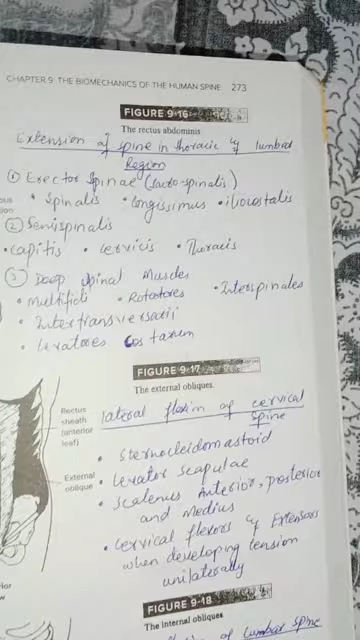 CHAPTER 9: THE BIOMECHANICS OF THE HUMAN SPINE 273
FIGURE 9-16
The rectus abdominis
Extension of spine in thoracic & lumbar
Region
① Erector Spinae (sacro-spinalis)
• Spinalis • Longissimus • iliocostalis
② Semispinalis
• Capitis • Cervicis • Thoracis
③ Deep Spinal Muscles
• Multifidi • Rotatores • Interspinales
• Intertransversarii
• Levatores Costarum
FIGURE 9-17
The external obliques.
Rectus
sheath
(anterior
leaf)
External
oblique
lateral flexion of cervical
Spine
• Sternocleidomastoid
• Levator scapulae
• Scalenus Anterior, posterior
and Medius
• Cervical flexors & Extensors
when developing tension
unilaterally
FIGURE 9-18
The internal obliques.
of lumbar spine